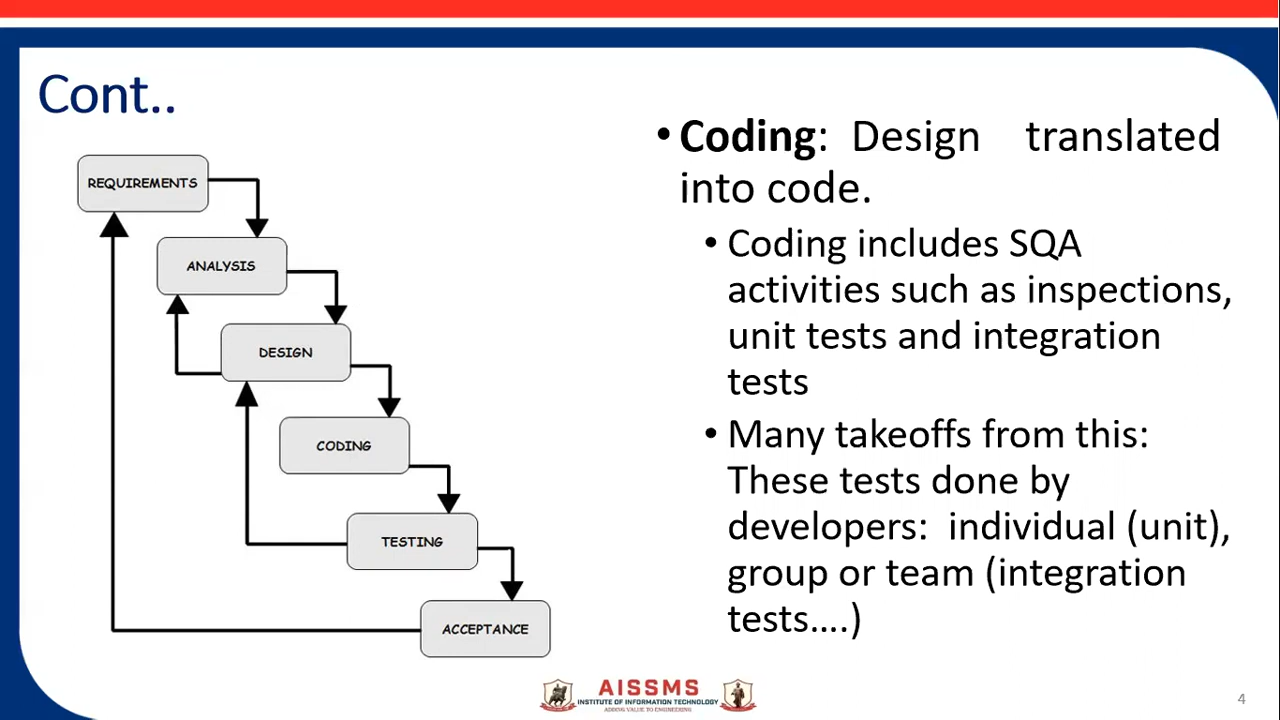 Cont..
REQUIREMENTS
ANALYSIS
DESIGN
CODING
TESTING
ACCEPTANCE
• Coding: Design translated
into code.
• Coding includes SQA
activities such as inspections,
unit tests and integration
tests
• Many takeoffs from this:
These tests done by
developers: individual (unit),
group or team (integration
tests….)
AISSMS
INSTITUTE OF INFORMATION TECHNOLOGY
ADDING VALUE TO ENGINEERING
4